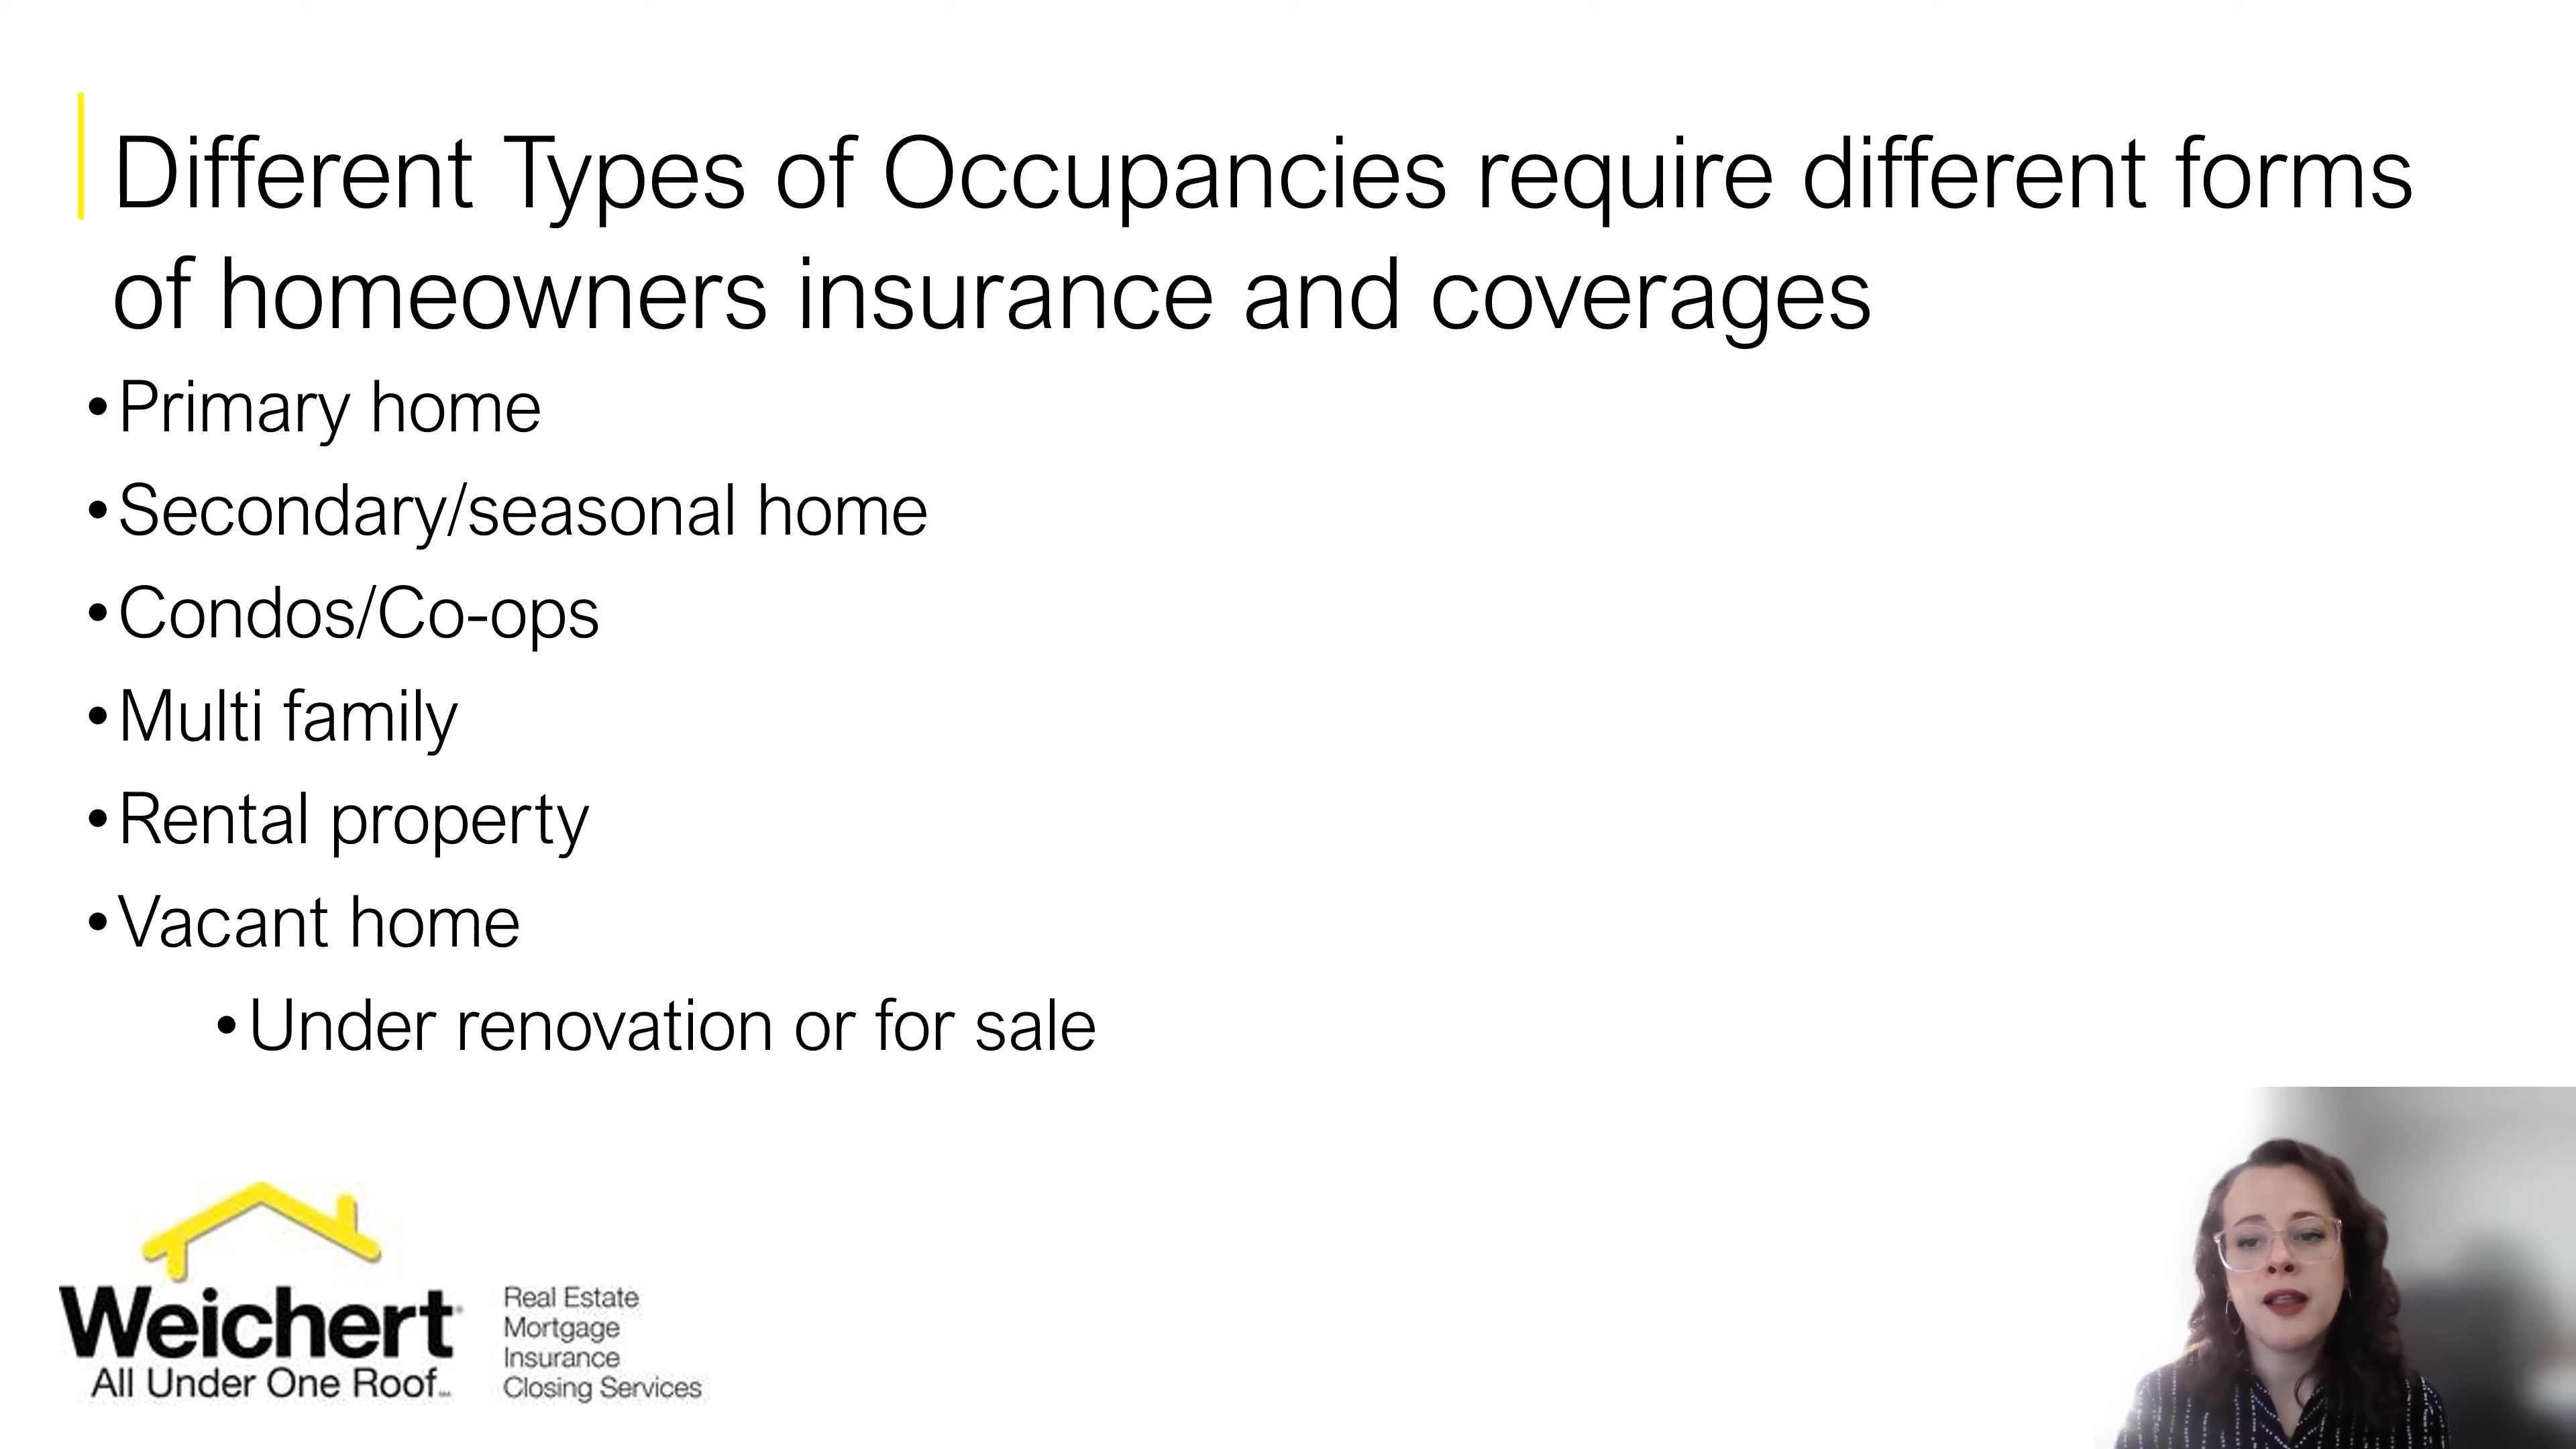 Different Types of Occupancies require different forms
of homeowners insurance and coverages
•Primary home
•Secondary/seasonal home
•Condos/Co-ops
•Multi family
•Rental property
•Vacant home
•Under renovation or for sale
Weichert
All Under One Roof
Real Estate
Mortgage
Insurance
Closing Services